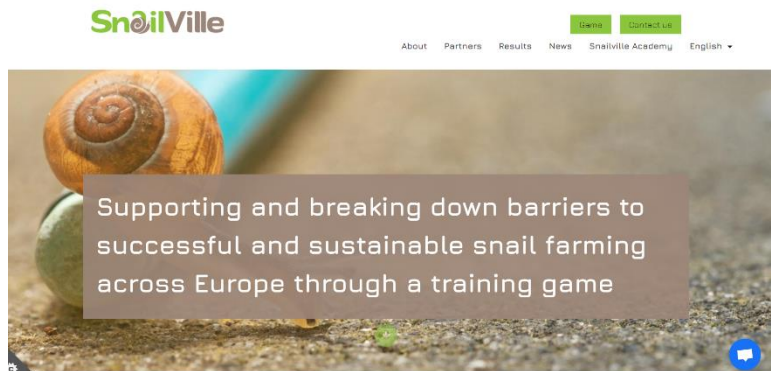 SnailVille
Game Contact us
About Partners Results News Snailville Academy English
Supporting and breaking down barriers to
successful and sustainable snail farming
across Europe through a training game